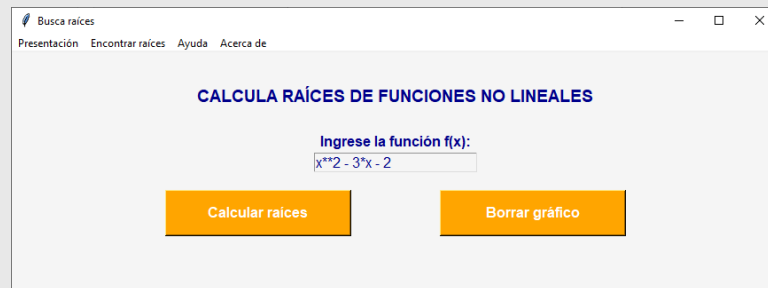 Busca raíces
Presentación Encontrar raíces Ayuda Acerca de
CALCULA RAÍCES DE FUNCIONES NO LINEALES
Ingrese la función f(x):
x**2 - 3*x - 2
Calcular raíces Borrar gráfico